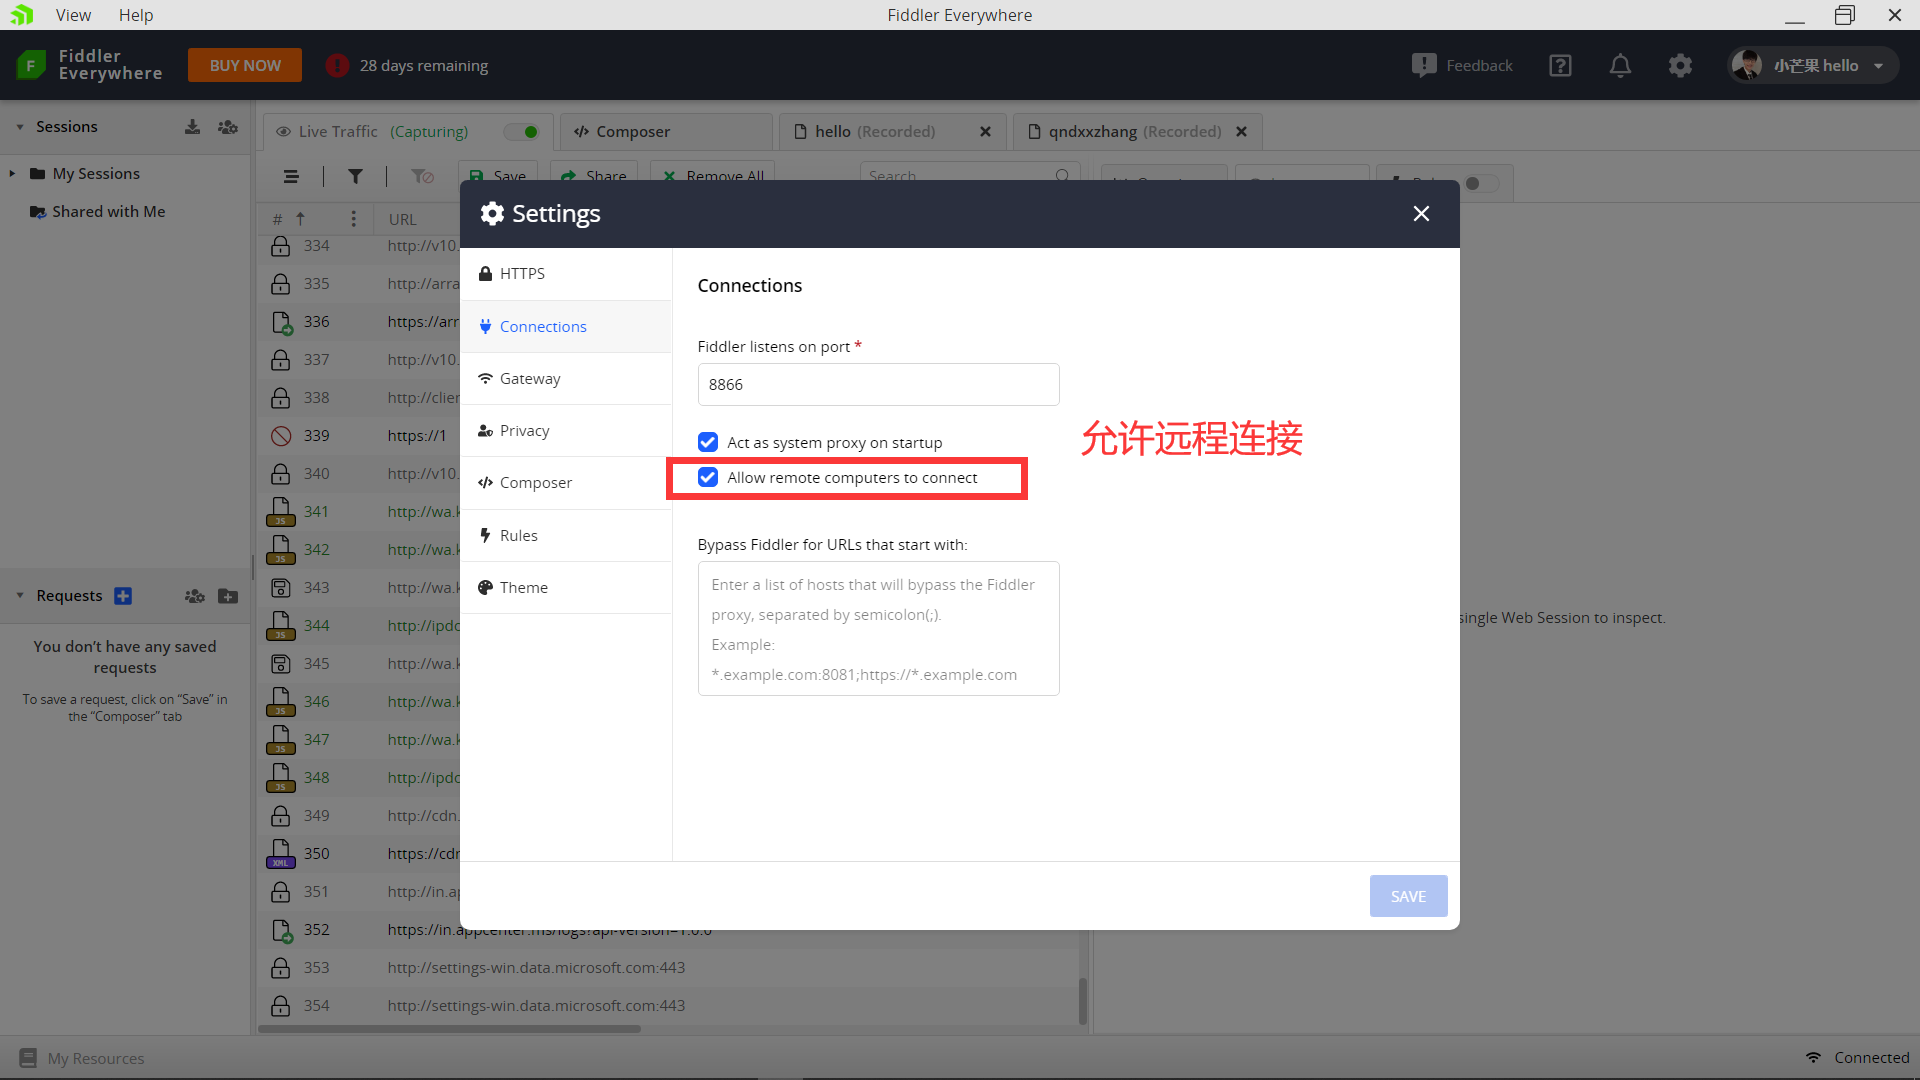 View Help
Fiddler Everywhere
Fiddler
Everywhere
BUY NOW
28 days remaining
Feedback
小芒果 hello
Sessions
My Sessions
Shared with Me
Live Traffic (Capturing)
Composer
hello (Recorded)
qndxxzhang (Recorded)
Save
Share
Remove All
Search
# URL
334 http://v10.
335 http://arra
336 https://arr
337 http://v10.
338 http://clier
339 https://1
340 http://v10.
341 http://wa.k
342 http://wa.k
343 http://wa.k
344 http://ipdc
345 http://wa.k
346 http://wa.k
347 http://wa.k
348 http://ipdc
349 http://cdn.
350 https://cdn
351 http://in.ap
352 https://in.appcenter.ms/logs?api-version=1.0.0
353 http://settings-win.data.microsoft.com:443
354 http://settings-win.data.microsoft.com:443
JS
JS
JS
JS
JS
JS
XML
Settings
HTTPS
Connections
Gateway
Privacy
Composer
Rules
Theme
Connections
Fiddler listens on port *
8866
Act as system proxy on startup
Allow remote computers to connect
允许远程连接
Bypass Fiddler for URLs that start with:
Enter a list of hosts that will bypass the Fiddler
proxy, separated by semicolon(;).
Example:
*.example.com:8081;https://*.example.com
SAVE
single Web Session to inspect.
Requests
You don’t have any saved
requests
To save a request, click on “Save” in
the “Composer” tab
My Resources
Connected